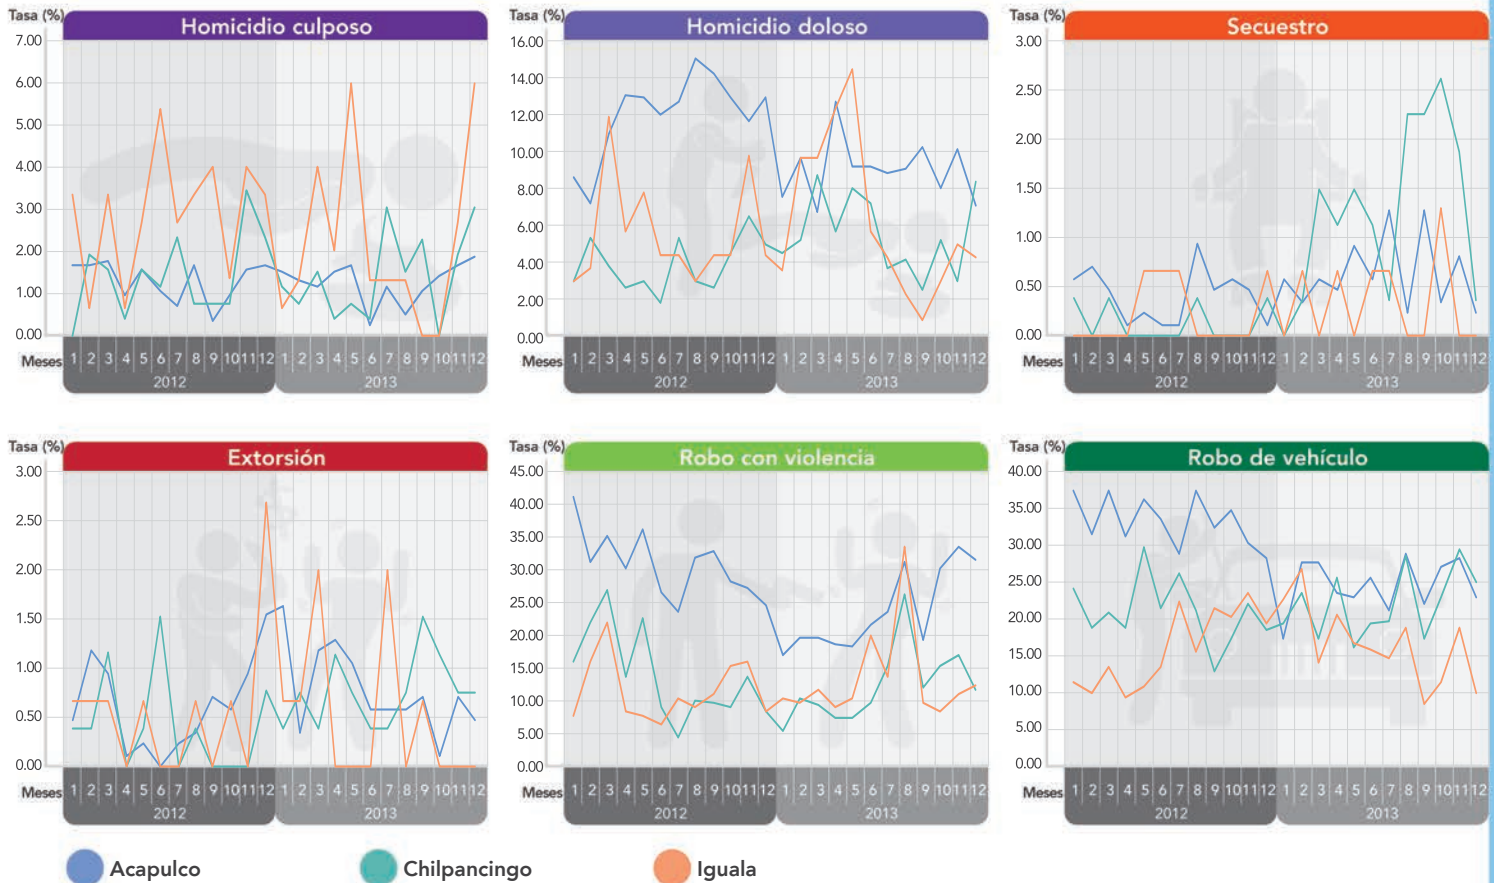 Tasa (%)
Homicidio culposo
7.00
6.00
5.00
4.00
3.00
2.00
1.00
0.00
Meses 1 2 3 4 5 6 7 8 9 10 11 12 1 2 3 4 5 6 7 8 9 10 11 12
2012 2013
Tasa (%)
Homicidio doloso
16.00
14.00
12.00
10.00
8.00
6.00
4.00
2.00
0.00
Meses 1 2 3 4 5 6 7 8 9 10 11 12 1 2 3 4 5 6 7 8 9 10 11 12
2012 2013
Tasa (%)
Secuestro
3.00
2.50
2.00
1.50
1.00
0.50
0.00
Meses 1 2 3 4 5 6 7 8 9 10 11 12 1 2 3 4 5 6 7 8 9 10 11 12
2012 2013
Tasa (%)
Extorsión
3.00
2.50
2.00
1.50
1.00
0.50
0.00
Meses 1 2 3 4 5 6 7 8 9 10 11 12 1 2 3 4 5 6 7 8 9 10 11 12
2012 2013
Tasa (%)
Robo con violencia
45.00
40.00
35.00
30.00
25.00
20.00
15.00
10.00
5.00
0.00
Meses 1 2 3 4 5 6 7 8 9 10 11 12 1 2 3 4 5 6 7 8 9 10 11 12
2012 2013
Tasa (%)
Robo de vehículo
40.00
35.00
30.00
25.00
20.00
15.00
10.00
5.00
0.00
Meses 1 2 3 4 5 6 7 8 9 10 11 12 1 2 3 4 5 6 7 8 9 10 11 12
2012 2013
Acapulco Chilpancingo Iguala